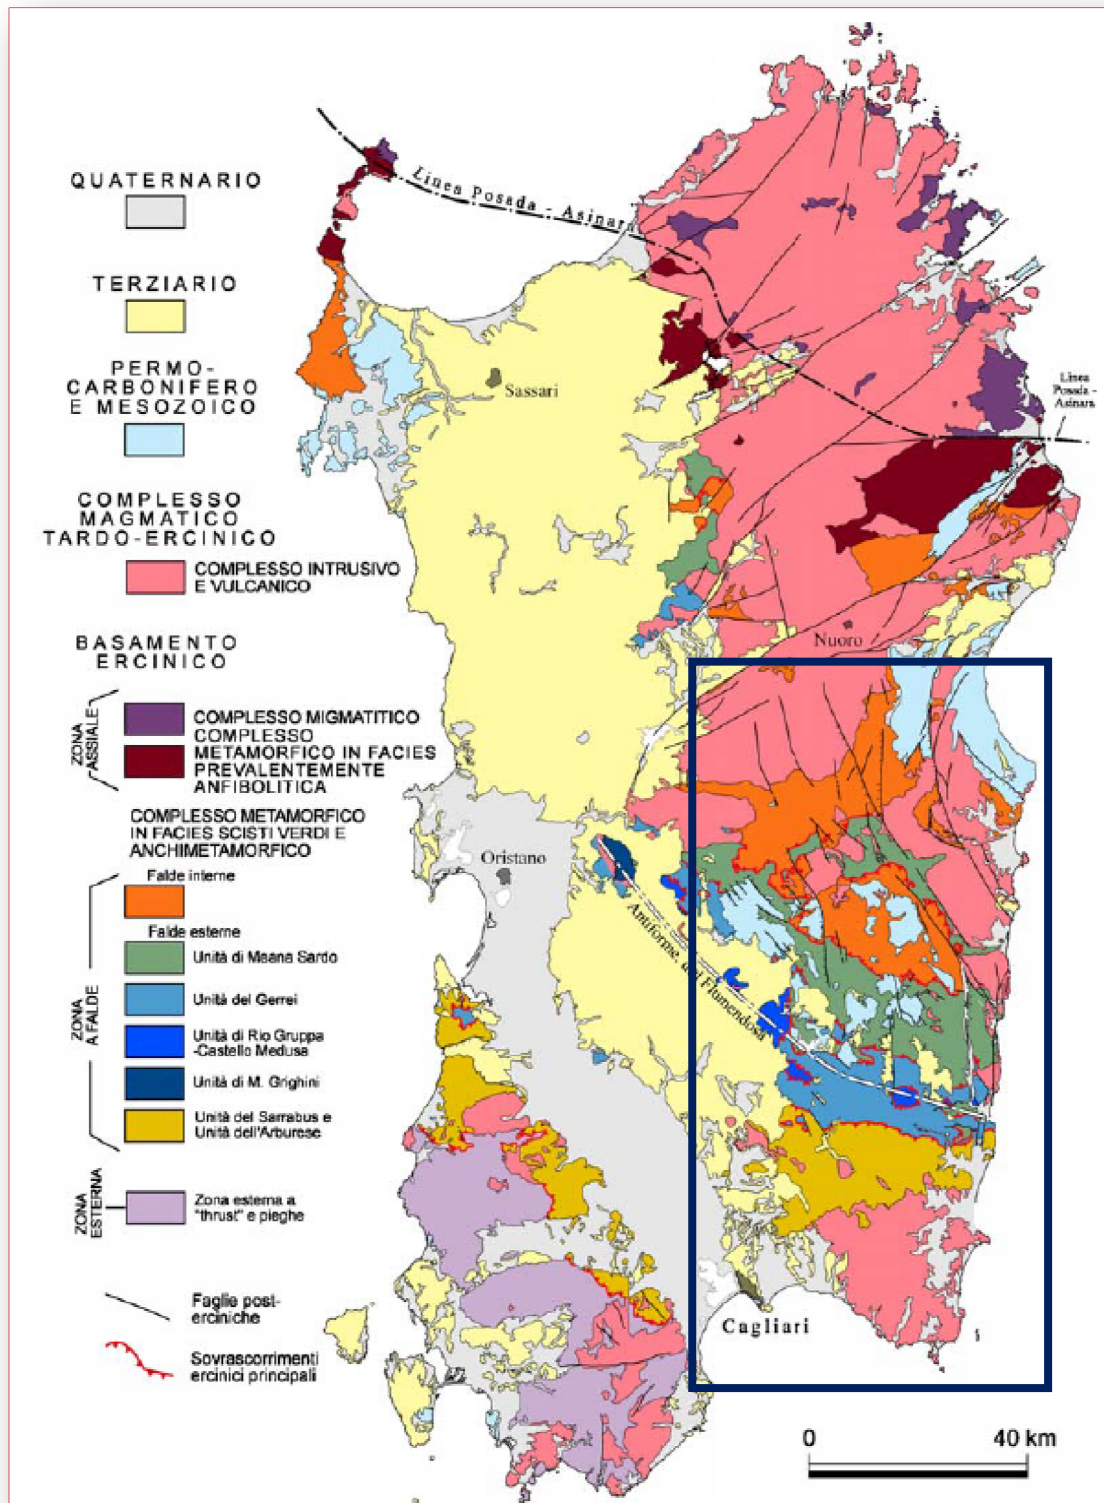 QUATERNARIO
TERZIARIO
PERMO-
CARBONIFERO
E MESOZOICO
COMPLESSO
MAGMATICO
TARDO-ERCINICO
COMPLESSO INTRUSIVO
E VULCANICO
BASAMENTO
ERCINICO
ZONA
ASSIALE
COMPLESSO MIGMATITICO
COMPLESSO
METAMORFICO IN FACIES
PREVALENTEMENTE
ANFIBOLITICA
COMPLESSO METAMORFICO
IN FACIES SCISTI VERDI E
ANCHIMETAMORFICO
ZONA
A FALDE
Falde interne
Falde esterne
Unità di Meana Sardo
Unità del Gerrei
Unità di Rio Gruppa
-Castello Medusa
Unità di M. Grighini
Unità del Sarrabus e
Unità dell'Arburese
ZONA
ESTERNA
Zona esterna a
"thrust" e pieghe
Faglie post-
erciniche
Sovrascorrimenti
ercinici principali
Linea Posada - Asinara
Sassari
Linea
Posada -
Asinara
Nuoro
Oristano
Antiforme del Flumendosa
Cagliari
0 40 km